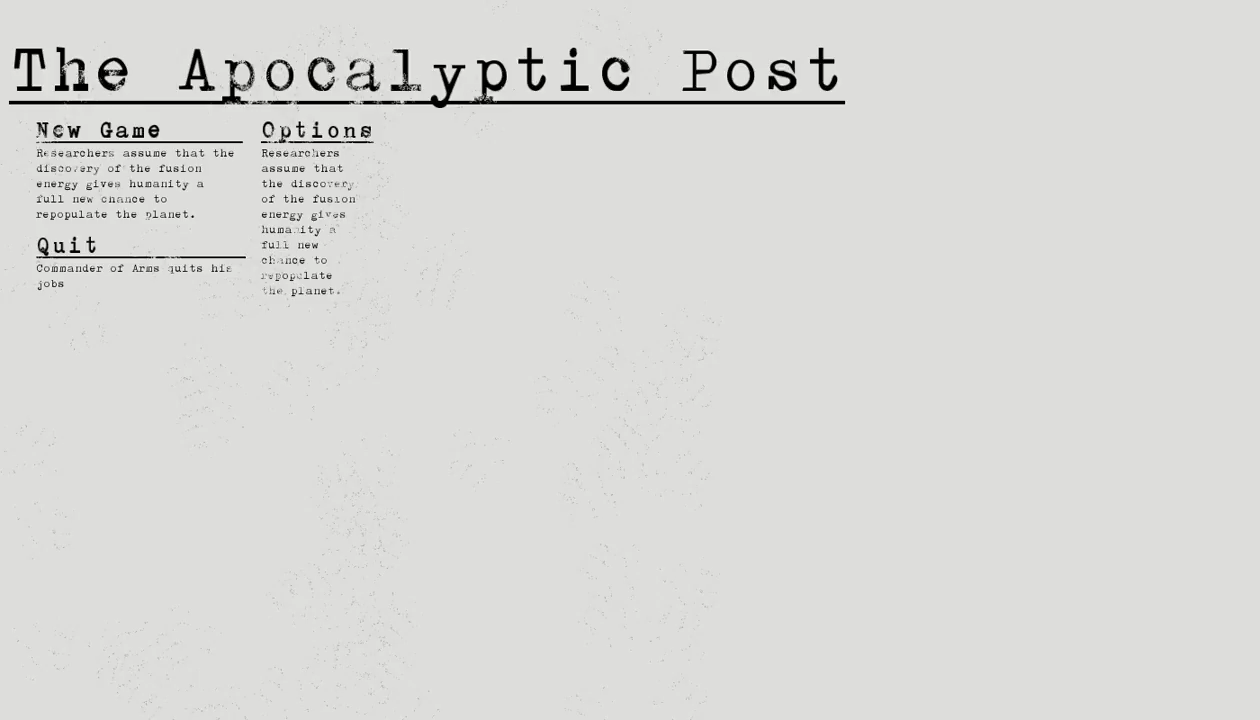 The Apocalyptic Post
New Game
Researchers assume that the
discovery of the fusion
energy gives humanity a
full new chance to
repopulate the planet.
Quit
Commander of Arms quits his
jobs
Options
Researchers
assume that
the discovery
of the fusion
energy gives
humanity a
full new
chance to
repopulate
the planet.